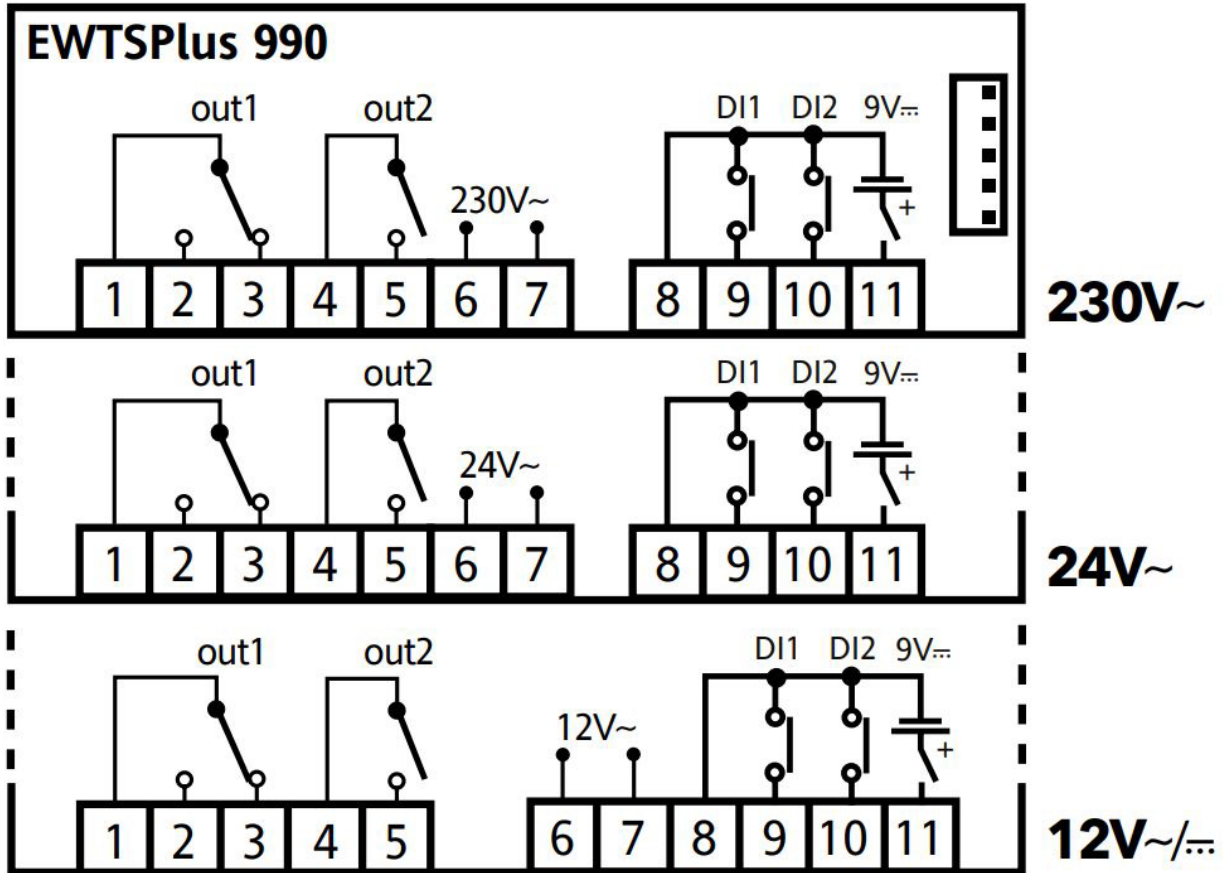 EWTSPlus 990
out1 out2 DI1 DI2 9V⎓
230V~
+
1 2 3 4 5 6 7 8 9 10 11
230V~
out1 out2 DI1 DI2 9V⎓
24V~
+
1 2 3 4 5 6 7 8 9 10 11
24V~
out1 out2 DI1 DI2 9V⎓
12V~
+
1 2 3 4 5 6 7 8 9 10 11
12V~/⎓